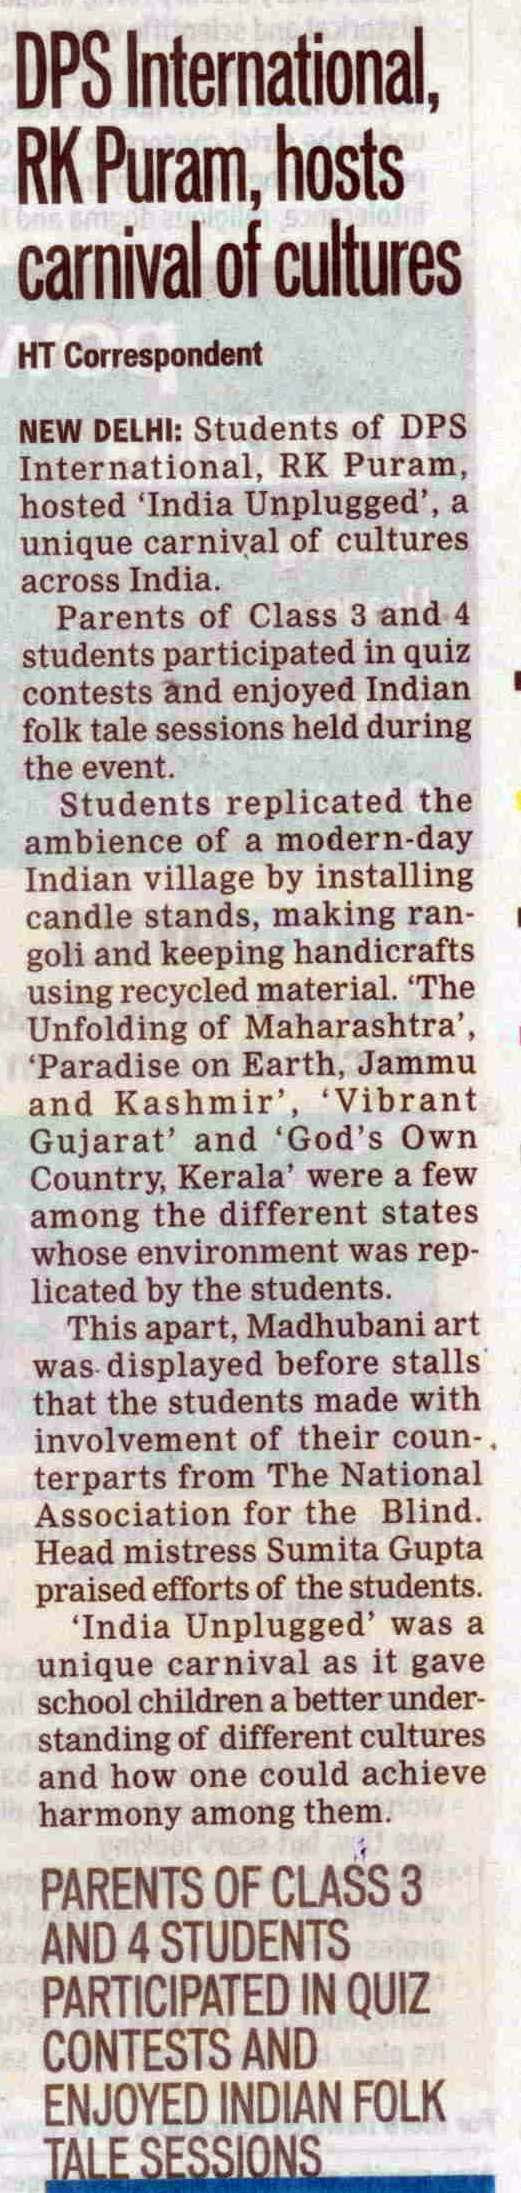 DPS International,
RK Puram, hosts
carnival of cultures
HT Correspondent
NEW DELHI: Students of DPS
International, RK Puram,
hosted ‘India Unplugged’, a
unique carnival of cultures
across India.
Parents of Class 3 and 4
students participated in quiz
contests and enjoyed Indian
folk tale sessions held during
the event.
Students replicated the
ambience of a modern-day
Indian village by installing
candle stands, making ran-
goli and keeping handicrafts
using recycled material. ‘The
Unfolding of Maharashtra’,
‘Paradise on Earth, Jammu
and Kashmir’, ‘Vibrant
Gujarat’ and ‘God’s Own
Country, Kerala’ were a few
among the different states
whose environment was rep-
licated by the students.
This apart, Madhubani art
was displayed before stalls
that the students made with
involvement of their coun-
terparts from The National
Association for the Blind.
Head mistress Sumita Gupta
praised efforts of the students.
‘India Unplugged’ was a
unique carnival as it gave
school children a better under-
standing of different cultures
and how one could achieve
harmony among them.
PARENTS OF CLASS 3
AND 4 STUDENTS
PARTICIPATED IN QUIZ
CONTESTS AND
ENJOYED INDIAN FOLK
TALE SESSIONS